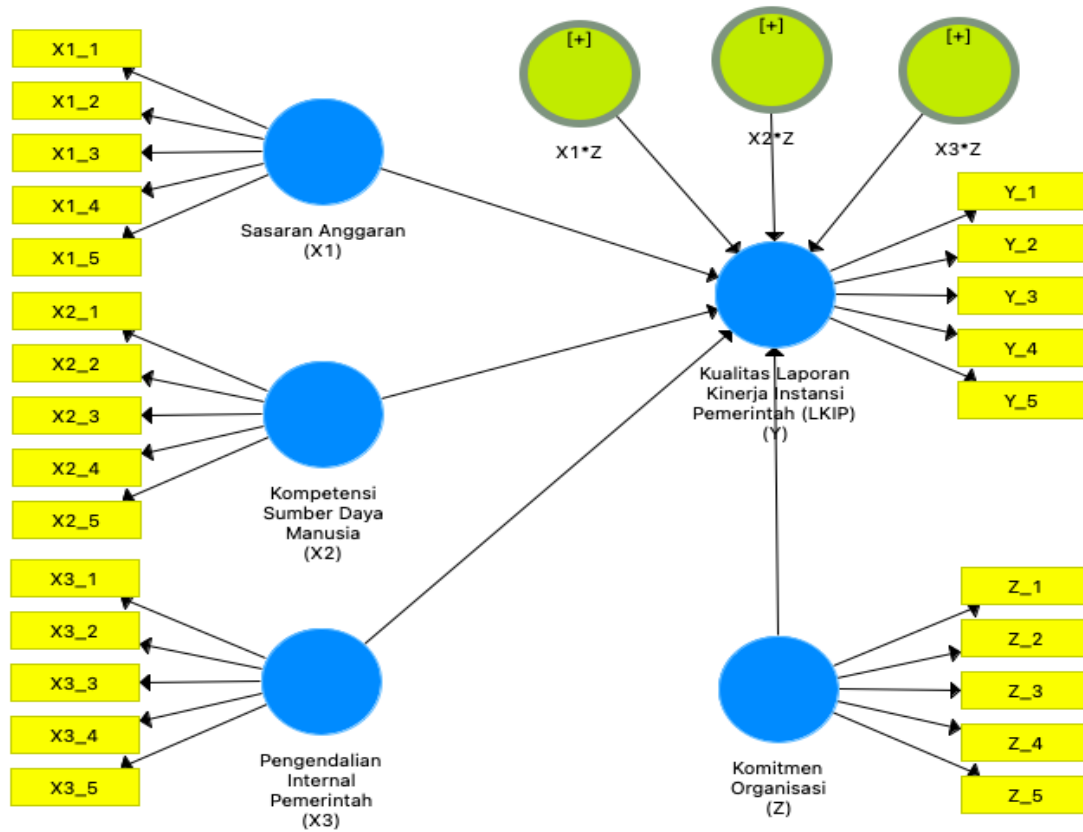 X1_1
X1_2
X1_3
X1_4
X1_5
Sasaran Anggaran
(X1)
X2_1
X2_2
X2_3
X2_4
X2_5
Kompetensi
Sumber Daya
Manusia
(X2)
X3_1
X3_2
X3_3
X3_4
X3_5
Pengendalian
Internal
Pemerintah
(X3)
[+]
X1*Z
[+]
X2*Z
[+]
X3*Z
Kualitas Laporan
Kinerja Instansi
Pemerintah (LKIP)
(Y)
Y_1
Y_2
Y_3
Y_4
Y_5
Komitmen
Organisasi
(Z)
Z_1
Z_2
Z_3
Z_4
Z_5